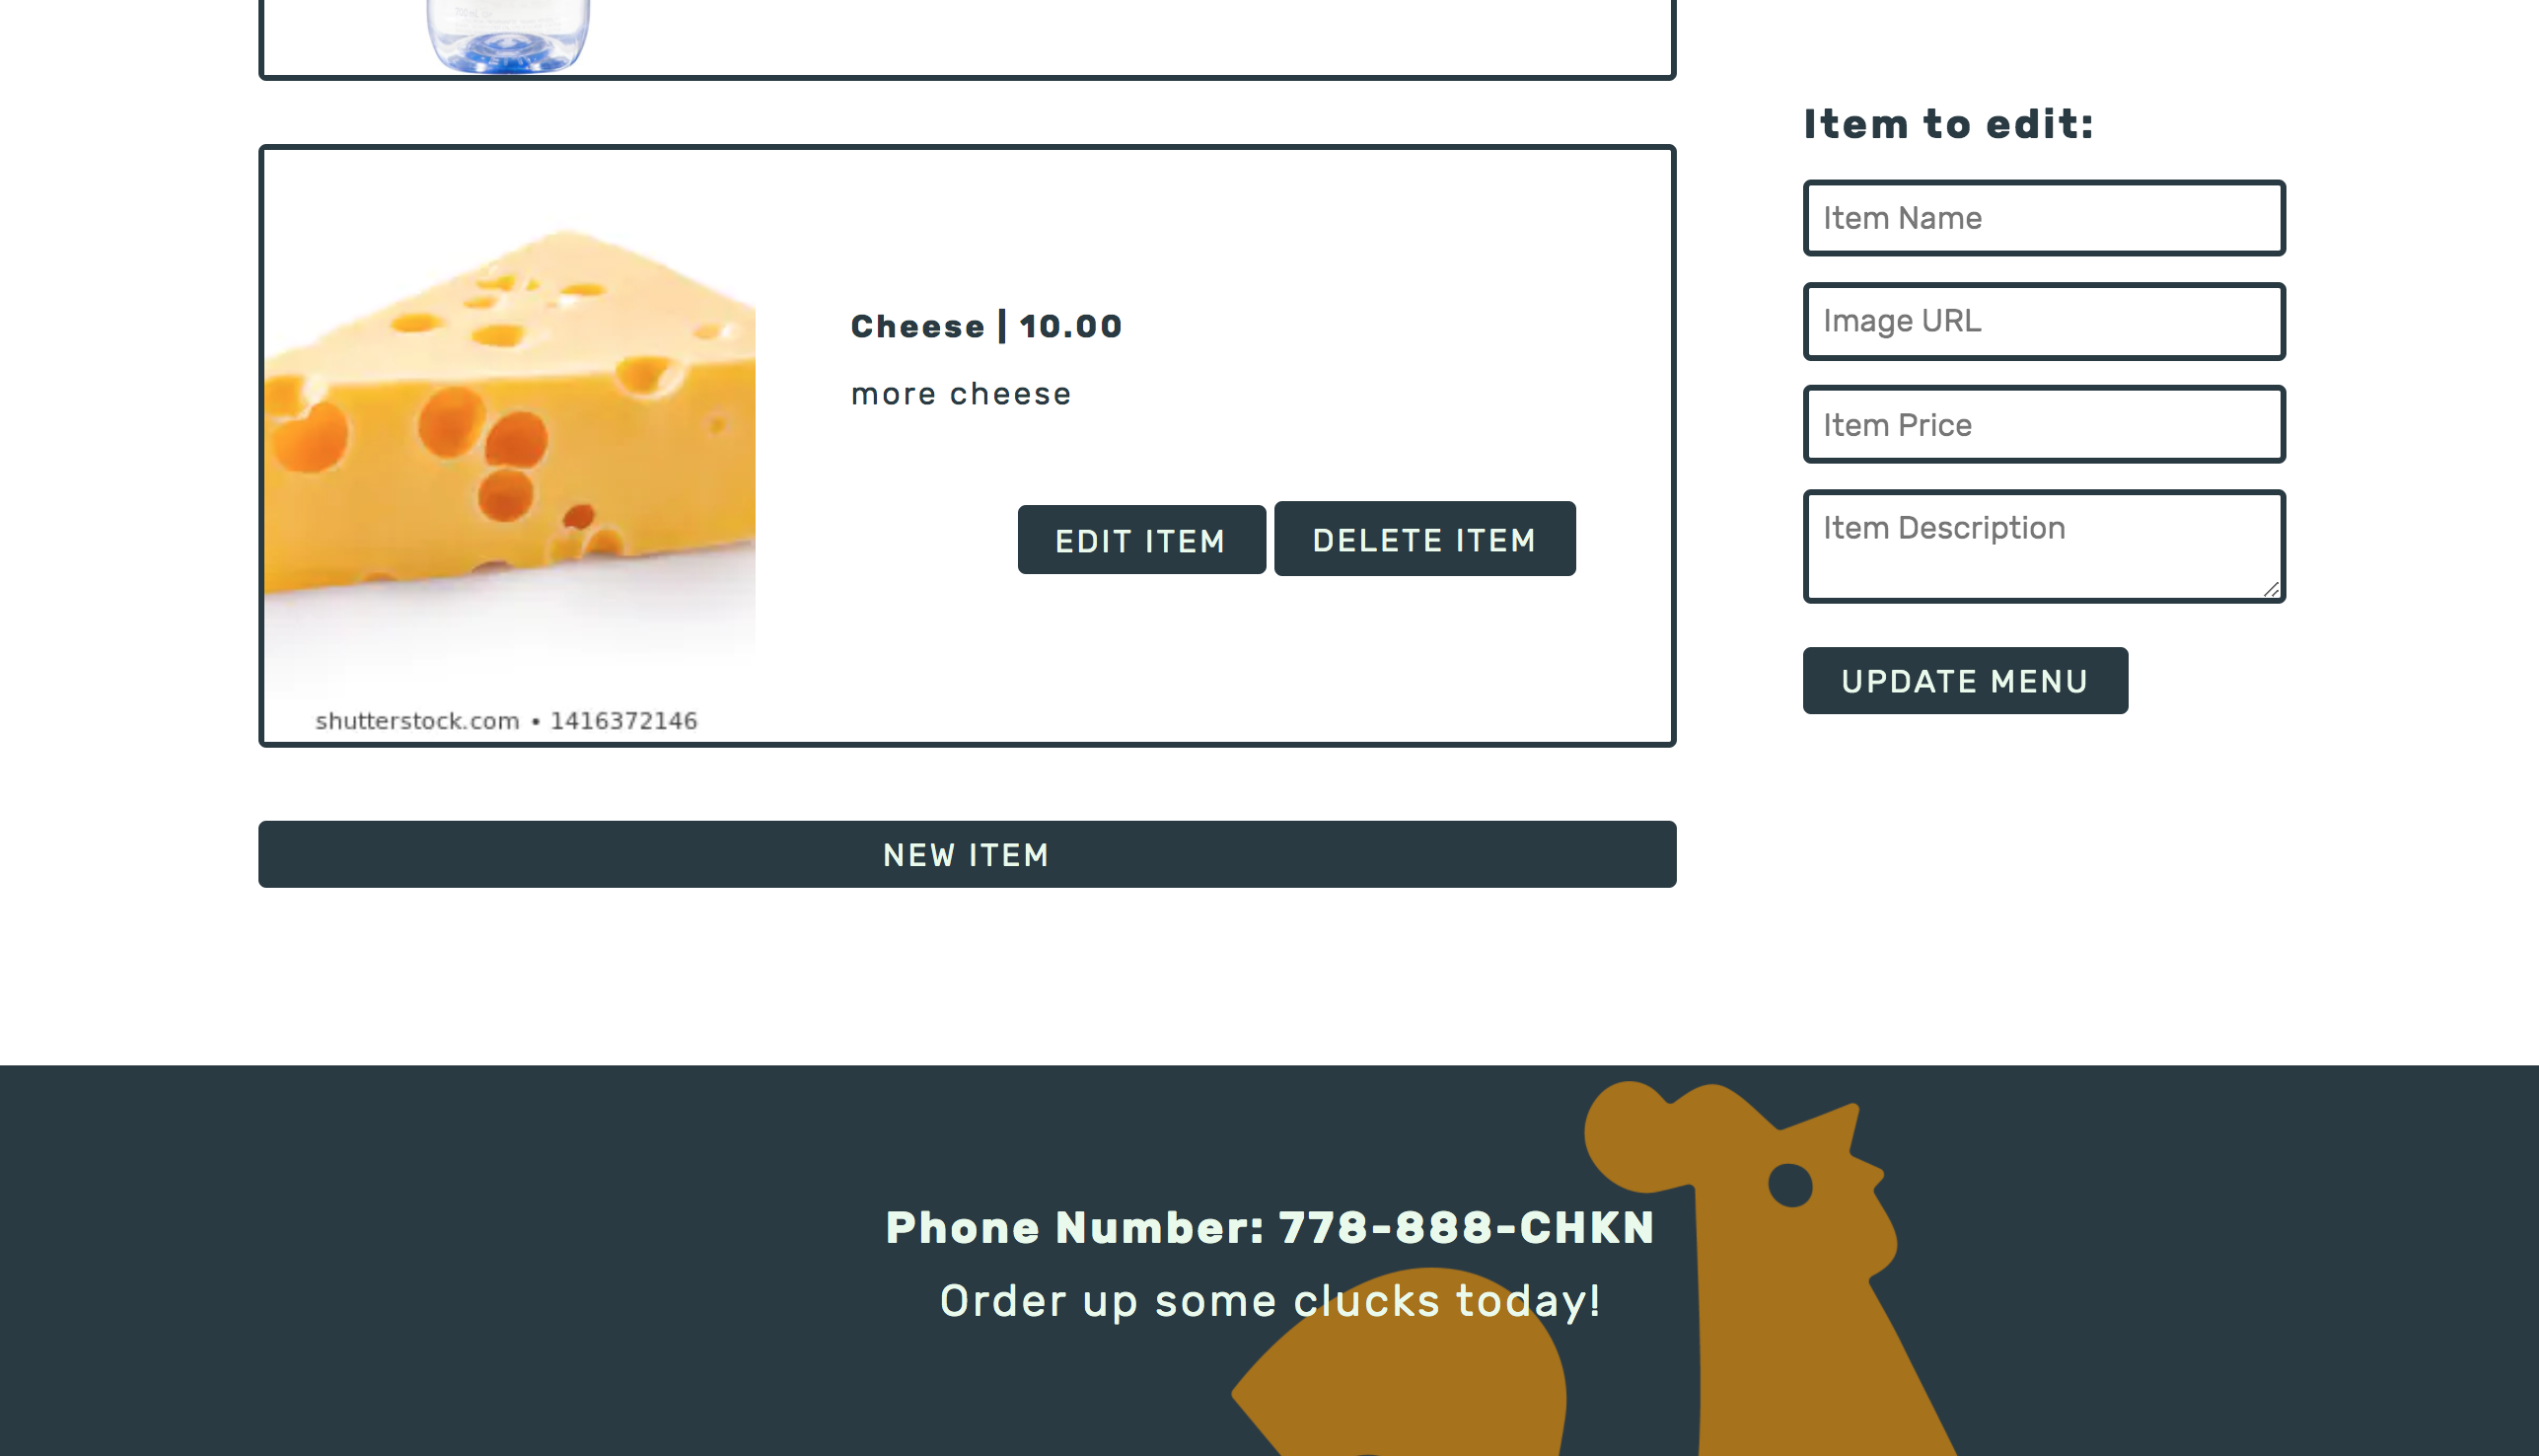 Cheese | 10.00
more cheese
EDIT ITEM
DELETE ITEM
shutterstock.com • 1416372146
NEW ITEM
Item to edit:
Item Name
Image URL
Item Price
Item Description
UPDATE MENU
Phone Number: 778-888-CHKN
Order up some clucks today!